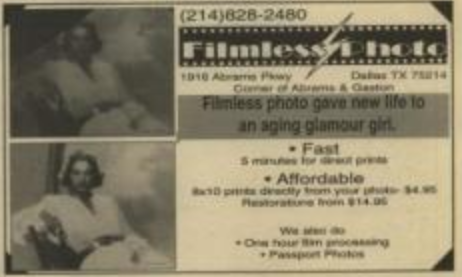 (214)828-2480
Filmless Photo
1916 Abrams Pkwy Dallas TX 75214
Corner of Abrams & Gaston
Filmless photo gave new life to
an aging glamour girl.
• Fast
5 minutes for direct prints
• Affordable
8x10 prints directly from your photo- $4.95
Restorations from $14.95
We also do
• One hour film processing
• Passport Photos